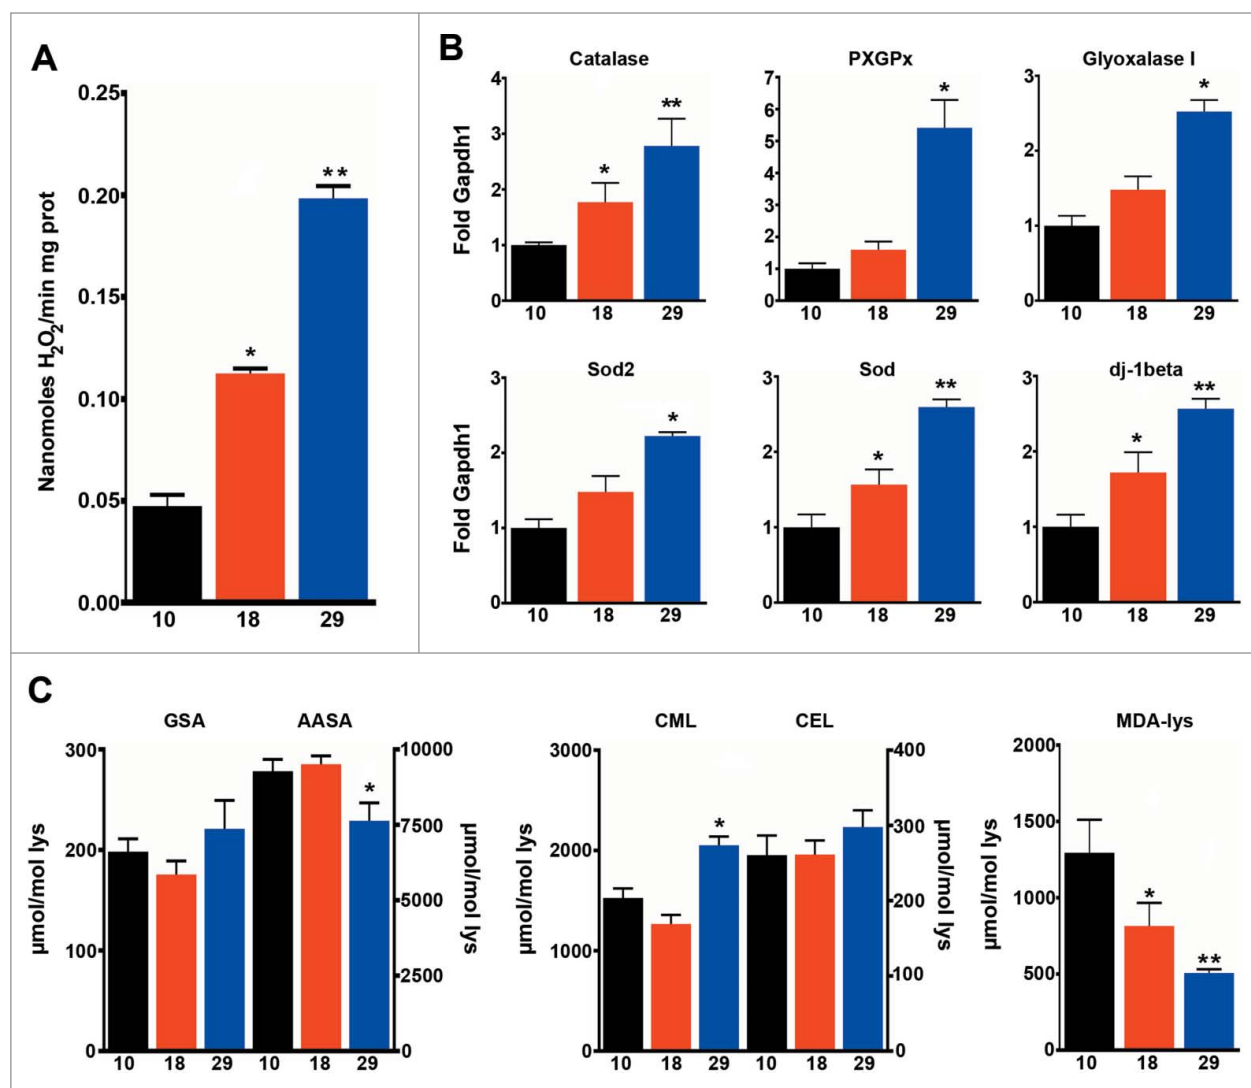 A
Nanomoles H2O2/min mg prot
0.25
0.20
0.15
0.10
0.05
0.00
*
**
10 18 29
B
Catalase
Fold Gapdh1
4
3
2
1
0
*
**
10 18 29
PXGPx
7
6
5
4
3
2
1
0
*
10 18 29
Glyoxalase I
3
2
1
0
*
10 18 29
Sod2
Fold Gapdh1
3
2
1
0
*
10 18 29
Sod
3
2
1
0
*
**
10 18 29
dj-1beta
3
2
1
0
*
**
10 18 29
C
GSA AASA
µmol/mol lys
300
200
100
0
*
10000
7500
5000
2500
0
µmol/mol lys
10 18 29 10 18 29
CML CEL
µmol/mol lys
3000
2000
1000
0
*
400
300
200
100
0
µmol/mol lys
10 18 29 10 18 29
MDA-lys
µmol/mol lys
2000
1500
1000
500
0
*
**
10 18 29